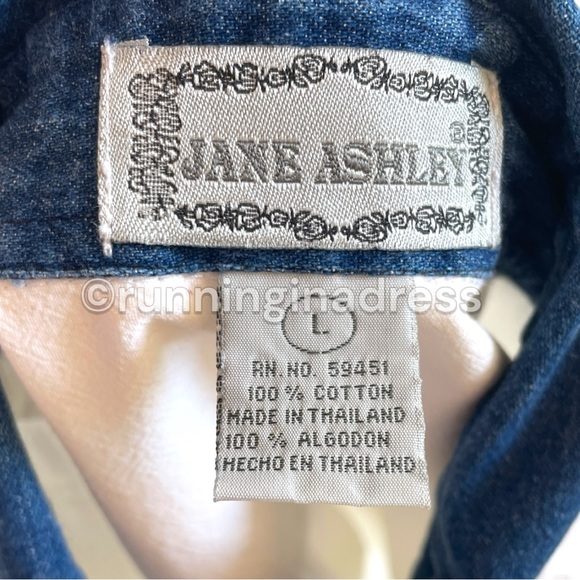 JANE ASHLEY®
©runninginadress
L
RN. NO. 59451
100 % COTTON
MADE IN THAILAND
100 % ALGODON
HECHO EN THAILAND